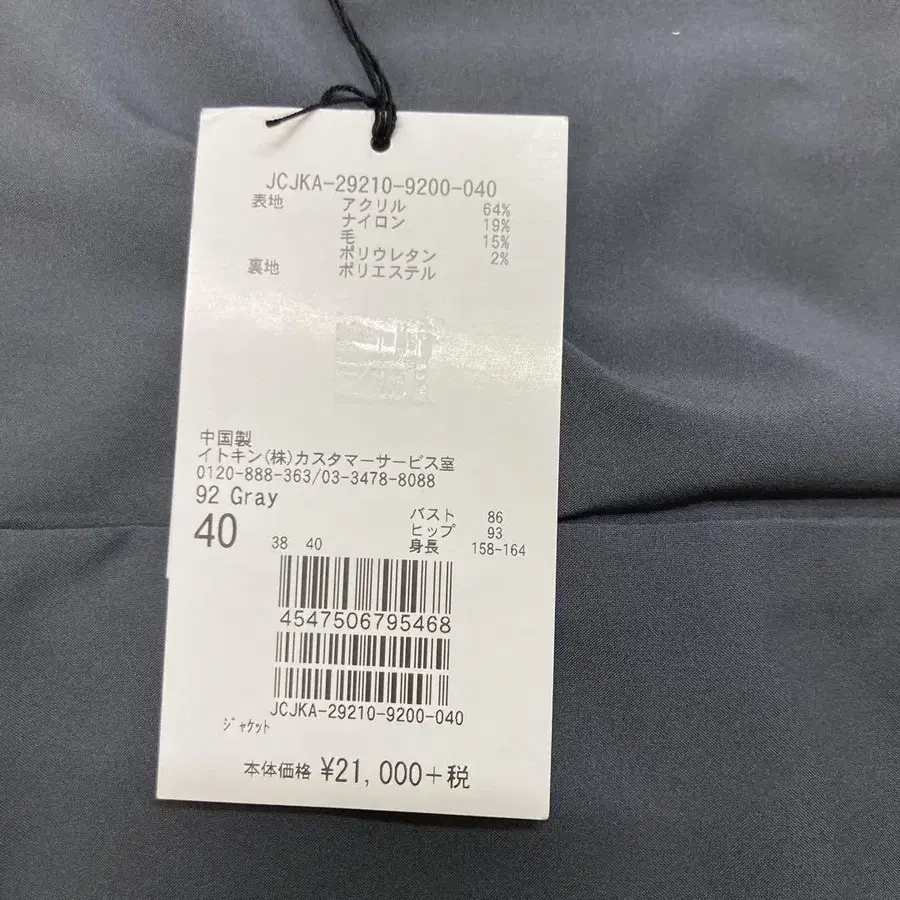 JCJKA-29210-9200-040
表地 アクリル 64%
ナイロン 19%
毛 15%
ポリウレタン 2%
裏地 ポリエステル
中国製
イトキン(株)カスタマーサービス室
0120-888-363/03-3478-8088
92 Gray
40 38 40
バスト 86
ヒップ 93
身長 158-164
4547506795468
JCJKA-29210-9200-040
ジャケット
本体価格 ¥21,000+税